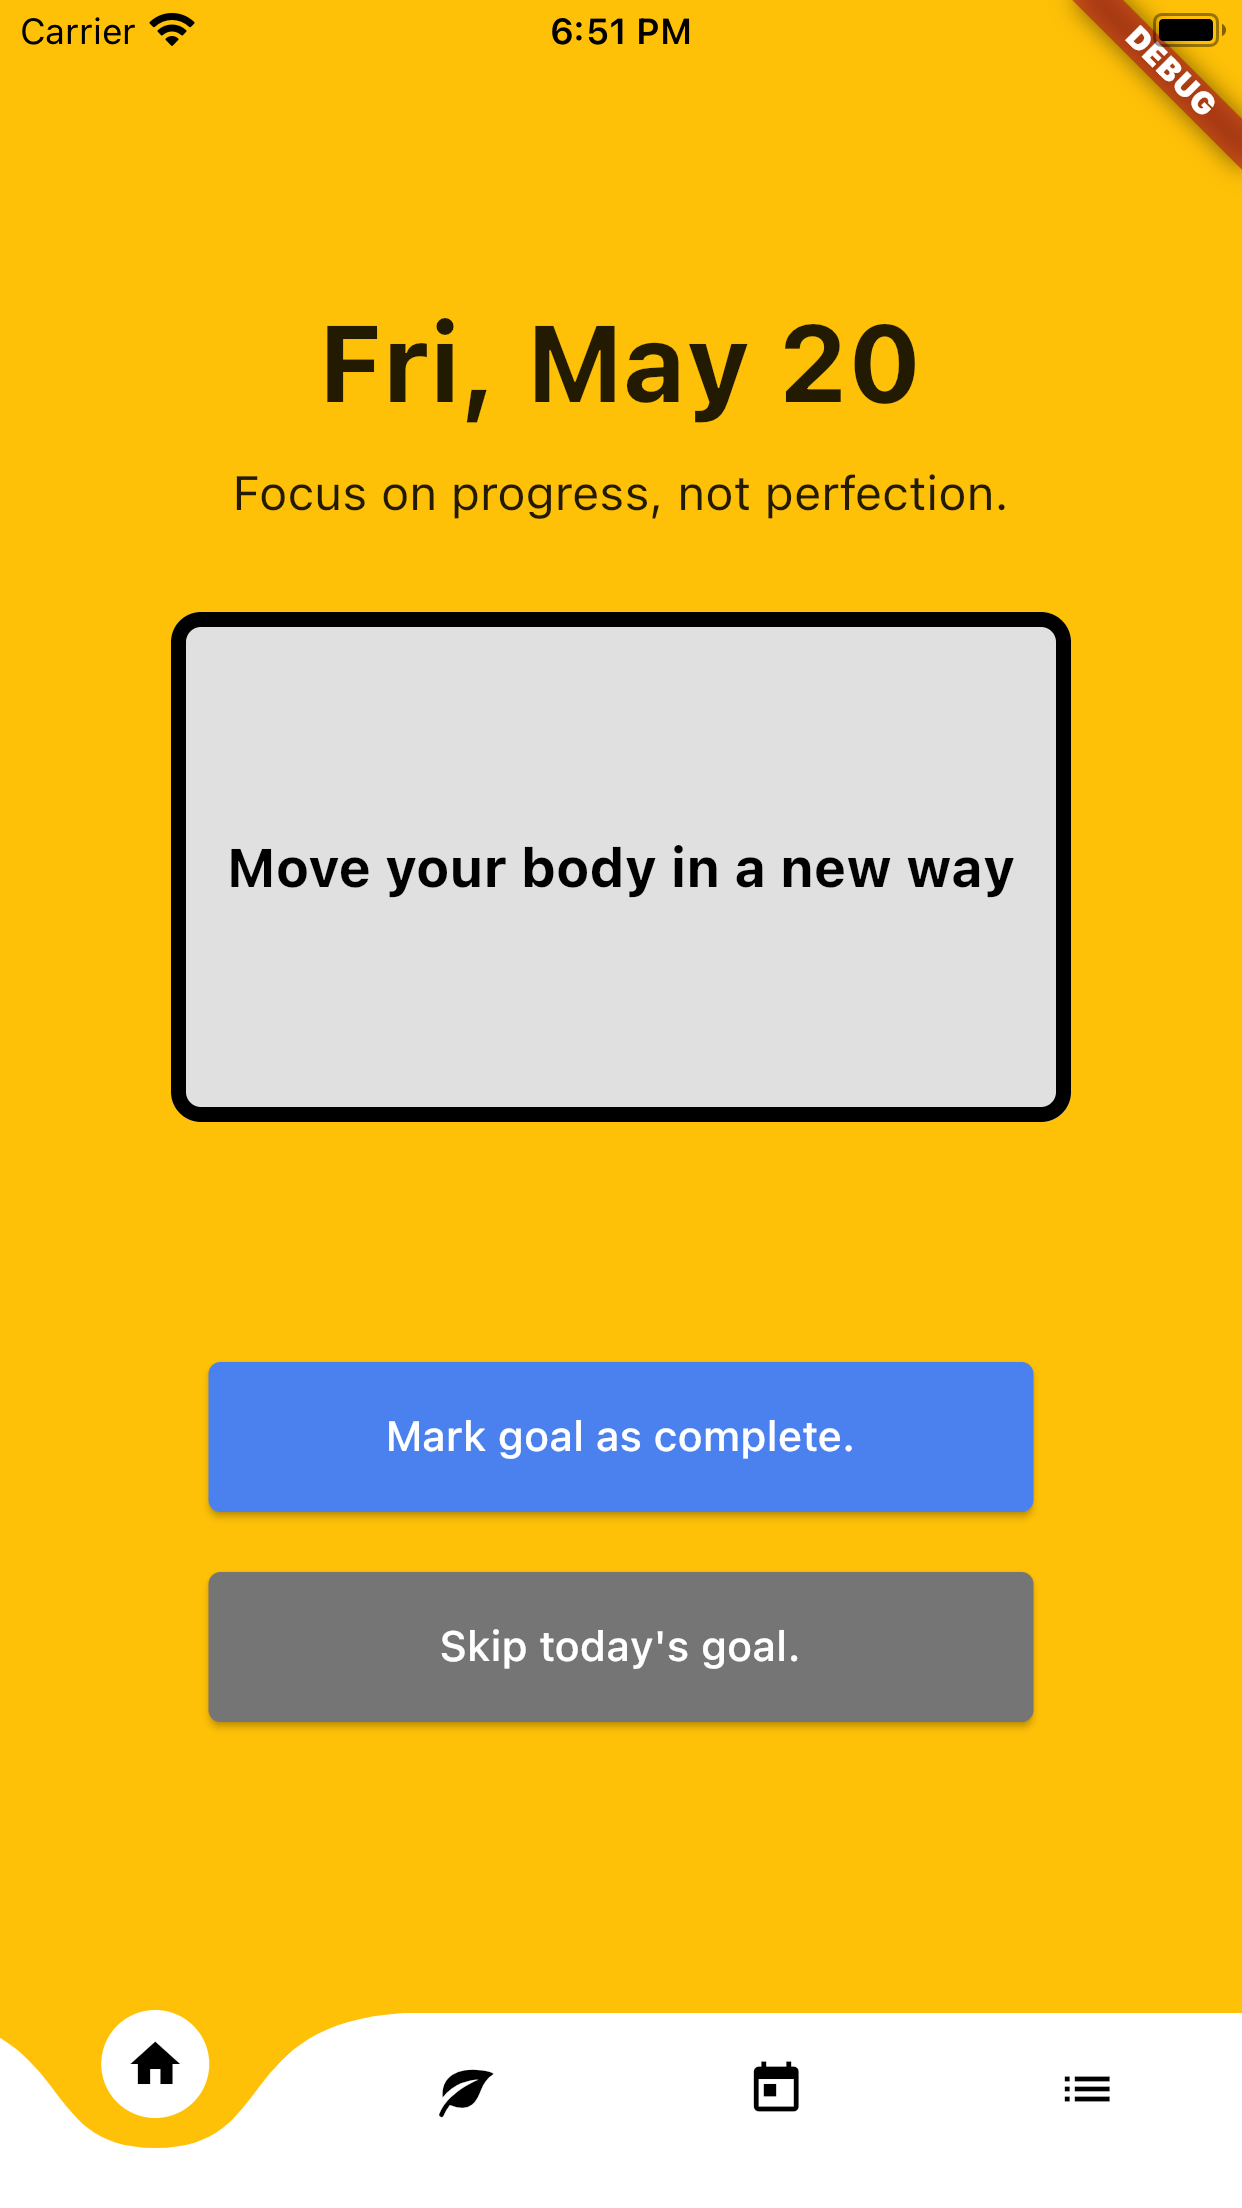 Carrier 6:51 PM
DEBUG
Fri, May 20
Focus on progress, not perfection.
Move your body in a new way
Mark goal as complete.
Skip today's goal.